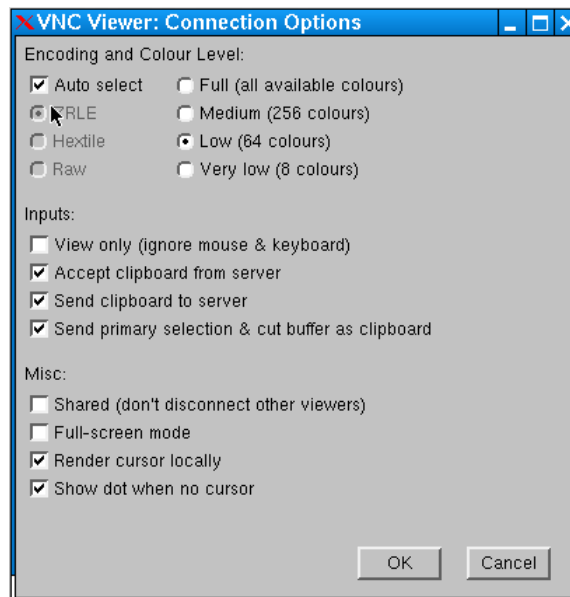 VNC Viewer: Connection Options
Encoding and Colour Level:
Auto select Full (all available colours)
ZRLE Medium (256 colours)
Hextile Low (64 colours)
Raw Very low (8 colours)
Inputs:
View only (ignore mouse & keyboard)
Accept clipboard from server
Send clipboard to server
Send primary selection & cut buffer as clipboard
Misc:
Shared (don't disconnect other viewers)
Full-screen mode
Render cursor locally
Show dot when no cursor
OK Cancel